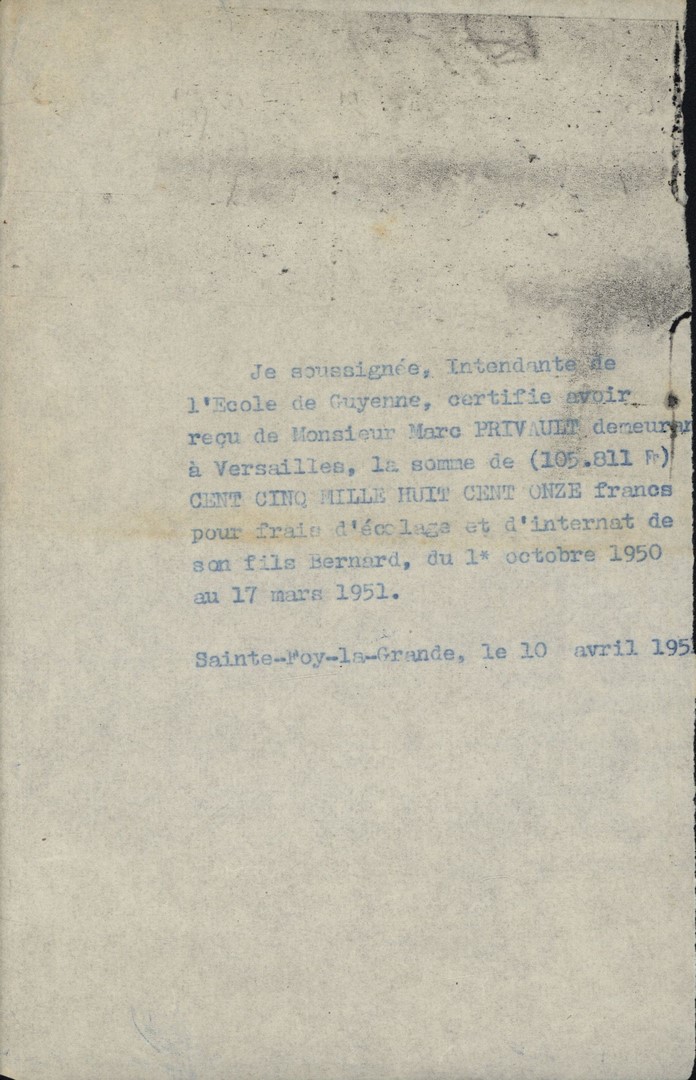 Je soussignée, Intendante de
l'Ecole de Guyenne, certifie avoir
reçu de Monsieur Marc PRIVAULT demeuran
à Versailles, la somme de (105.811 Fr)
CENT CINQ MILLE HUIT CENT ONZE francs
pour frais d'écolage et d'internat de
son fils Bernard, du 1* octobre 1950
au 17 mars 1951.
Sainte-Foy-la-Grande, le 10 avril 195